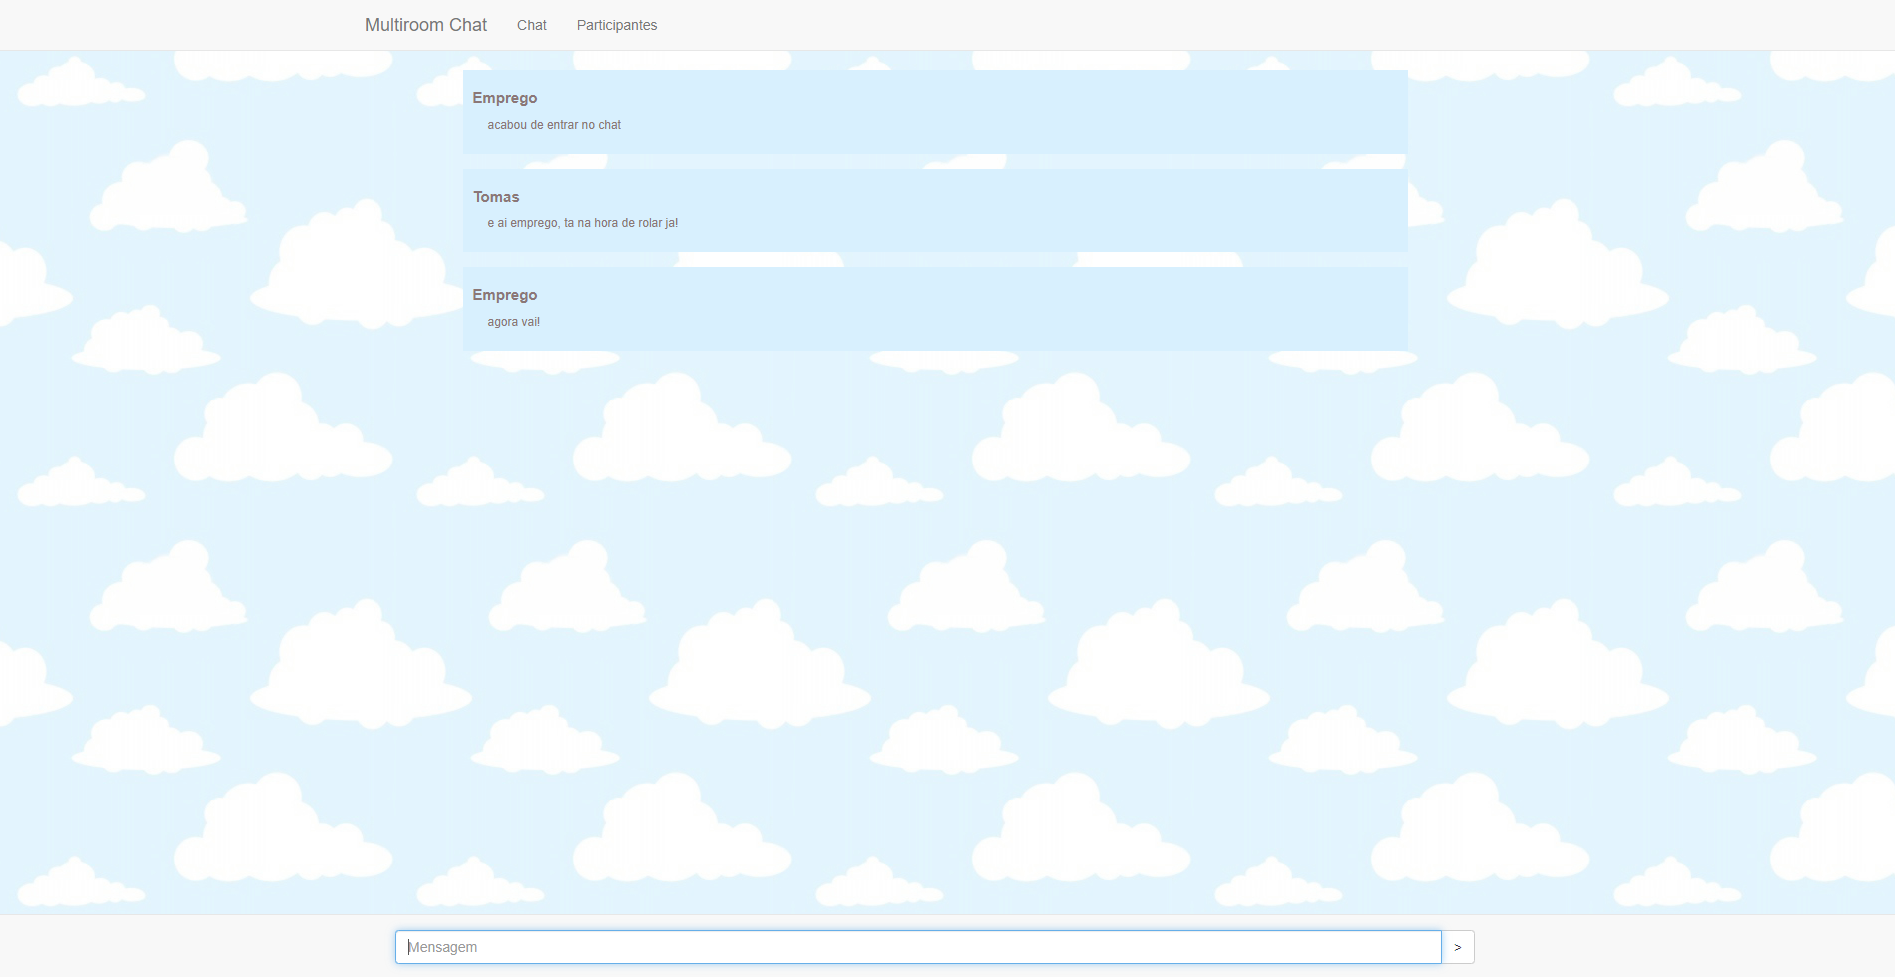 Multiroom Chat Chat Participantes
Emprego
acabou de entrar no chat
Tomas
e ai emprego, ta na hora de rolar ja!
Emprego
agora vai!
Mensagem >